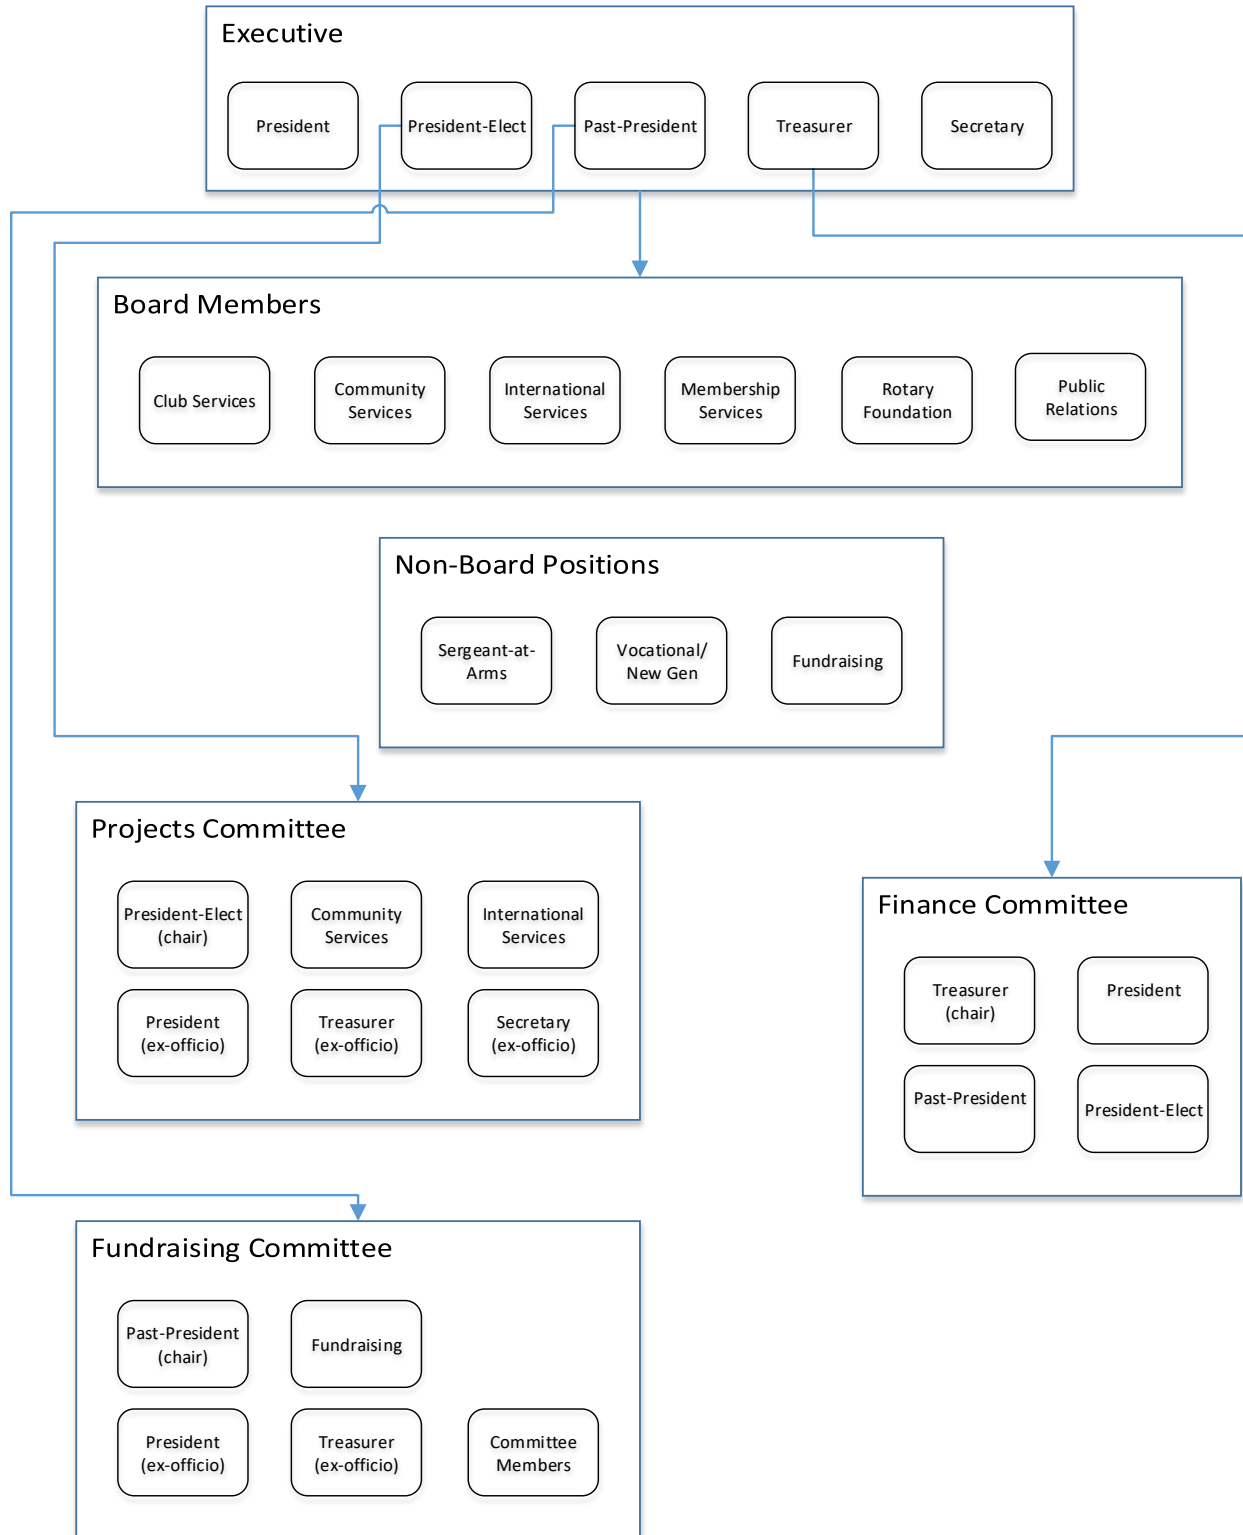 Executive
President
President-Elect
Past-President
Treasurer
Secretary
Board Members
Club Services
Community
Services
International
Services
Membership
Services
Rotary
Foundation
Public
Relations
Non-Board Positions
Sergeant-at-
Arms
Vocational/
New Gen
Fundraising
Projects Committee
President-Elect
(chair)
Community
Services
International
Services
President
(ex-officio)
Treasurer
(ex-officio)
Secretary
(ex-officio)
Finance Committee
Treasurer
(chair)
President
Past-President
President-Elect
Fundraising Committee
Past-President
(chair)
Fundraising
President
(ex-officio)
Treasurer
(ex-officio)
Committee
Members